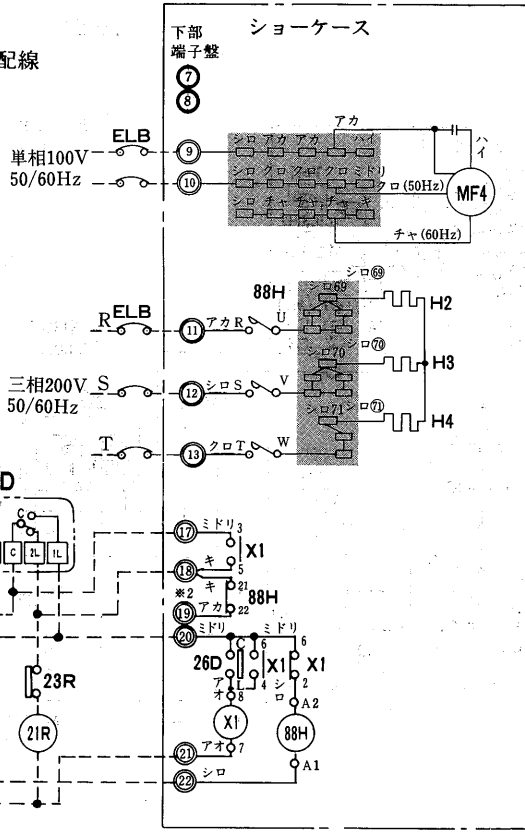 配線
下部
端子盤
ショーケース
⑦
⑧
アカ
ELB
シロ アカ アカ ハイ
ハイ
単相100V
50/60Hz
⑨
⑩
シロ クロ クロ クロ ミドリ
クロ(50Hz)
MF4
シロ チャ チャ チャ キ
チャ(60Hz)
シロ69
88H
シロ69
H2
R ELB
⑪
アカR
U
シロ70
シロ70
H3
三相200V
50/60Hz
S
⑫
シロS
V
シロ71
シロ71
H4
T
⑬
クロT
W
D
C
C 2L 1L
⑰
ミドリ 3
X1
⑱
キ 5
※2
キ 21
88H
⑲
アカ 22
⑳
ミドリ ミドリ
26D
C 6
X1
6
X1
L 4
2
アオ 8
シロ
A2
23R
21R
X1
88H
㉑
アオ 7
A1
㉒
シロ